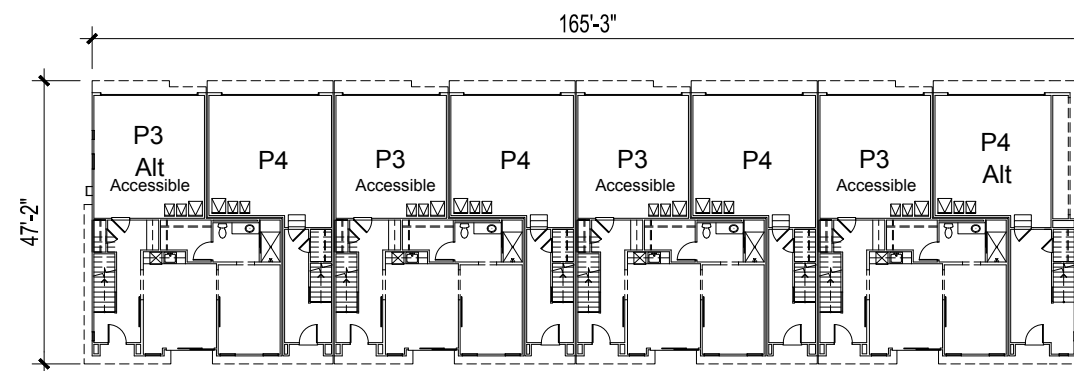 165'-3"
47'-2"
P3
Alt
Accessible
P4
P3
Accessible
P4
P3
Accessible
P4
P3
Accessible
P4
Alt